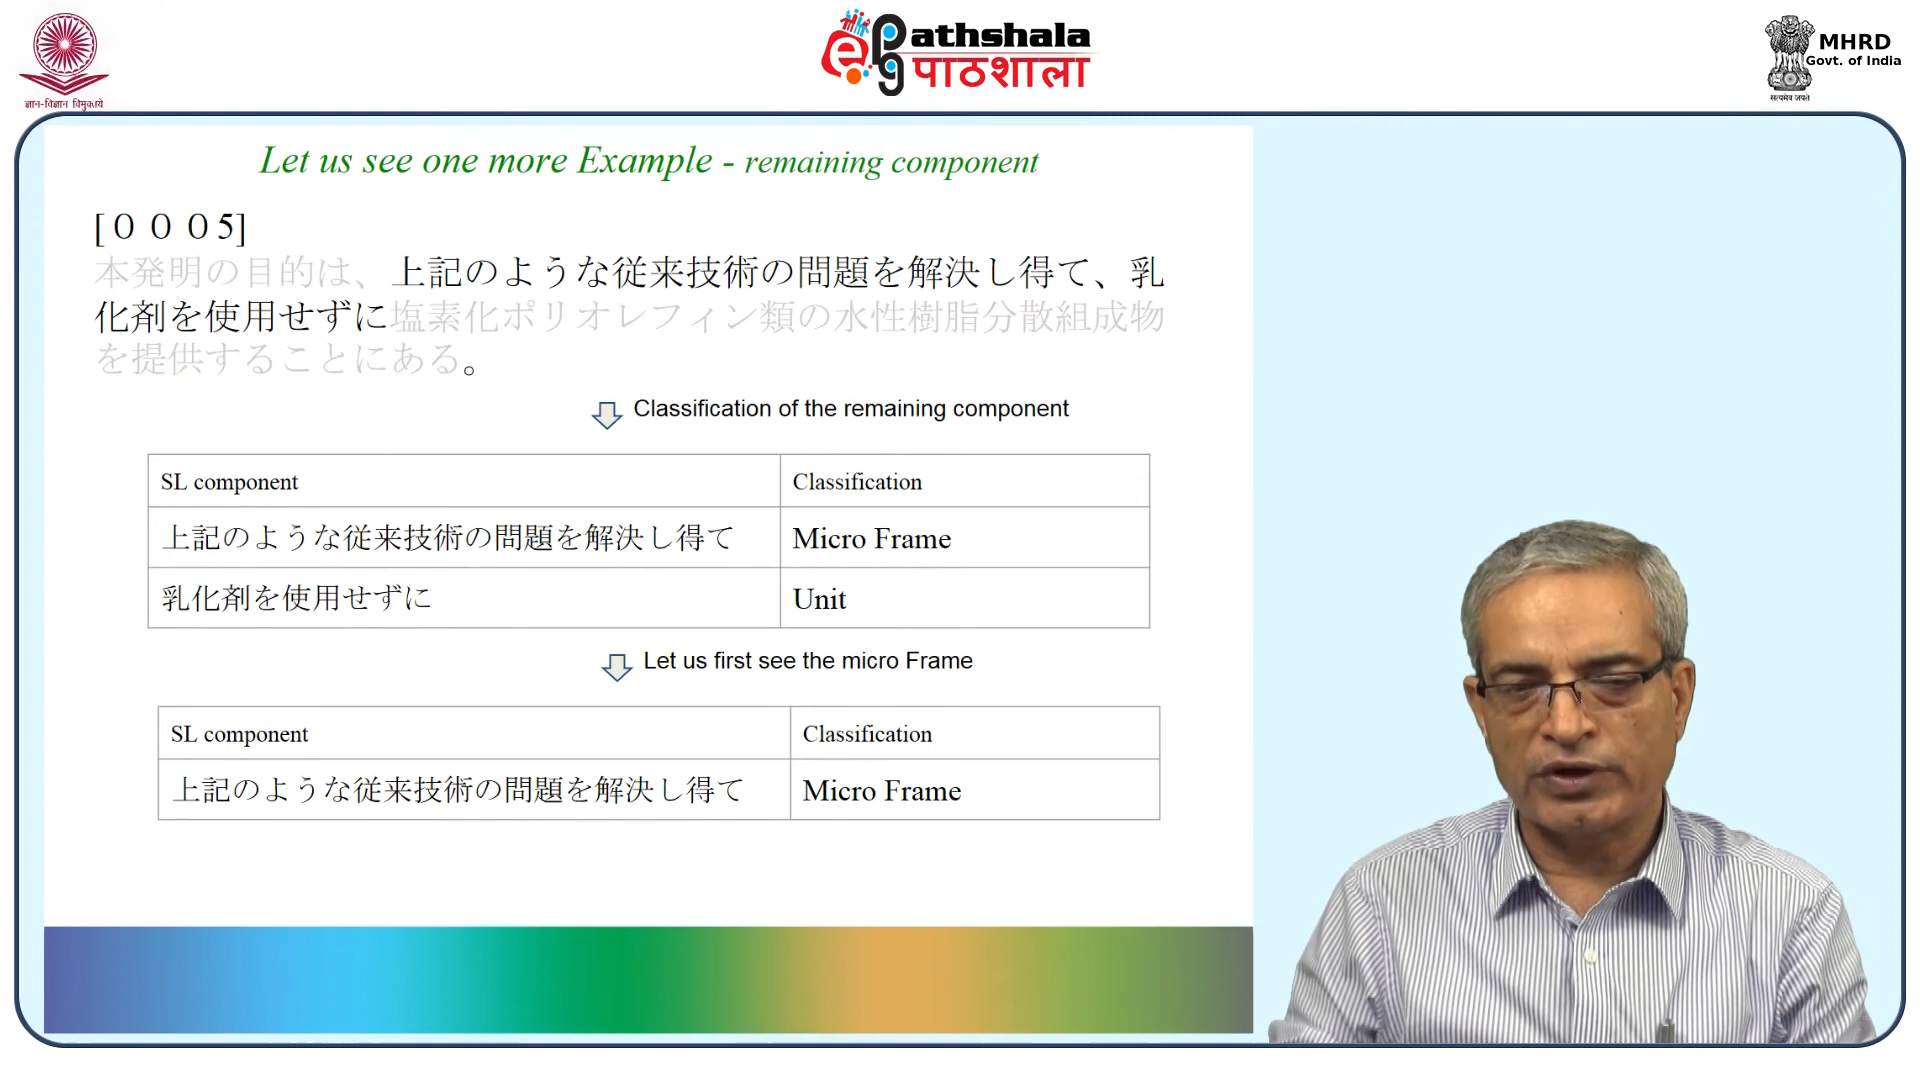 ज्ञान-विज्ञान विमुक्तये
ePathshala
पाठशाला
MHRD
Govt. of India
सत्यमेव जयते
Let us see one more Example - remaining component
[０ ０ ０5]
本発明の目的は、上記のような従来技術の問題を解決し得て、乳
化剤を使用せずに塩素化ポリオレフィン類の水性樹脂分散組成物
を提供することにある。
Classification of the remaining component
SL component Classification
上記のような従来技術の問題を解決し得て Micro Frame
乳化剤を使用せずに Unit
Let us first see the micro Frame
SL component Classification
上記のような従来技術の問題を解決し得て Micro Frame